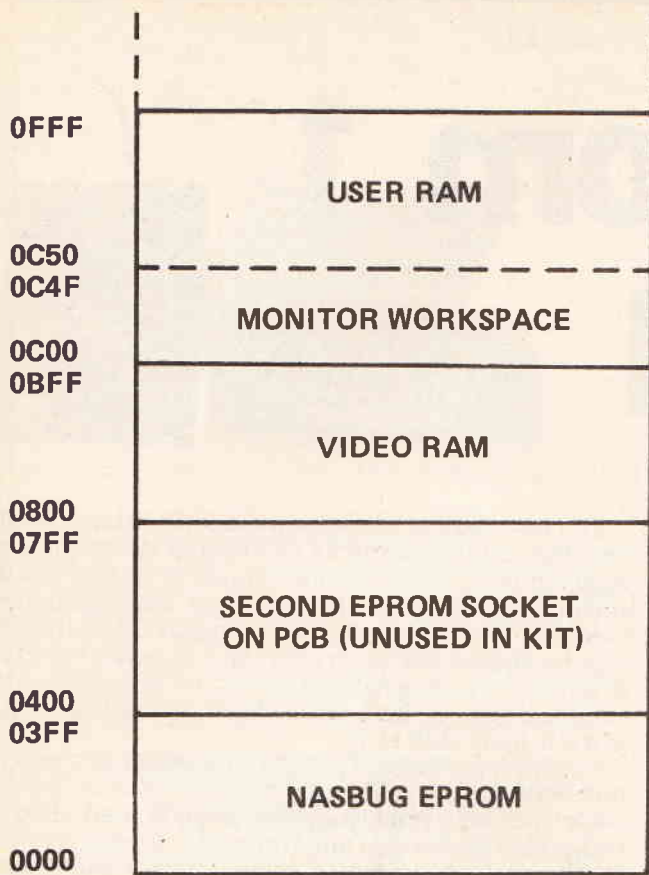 0FFF
USER RAM
0C50
0C4F
MONITOR WORKSPACE
0C00
0BFF
VIDEO RAM
0800
07FF
SECOND EPROM SOCKET
ON PCB (UNUSED IN KIT)
0400
03FF
NASBUG EPROM
0000